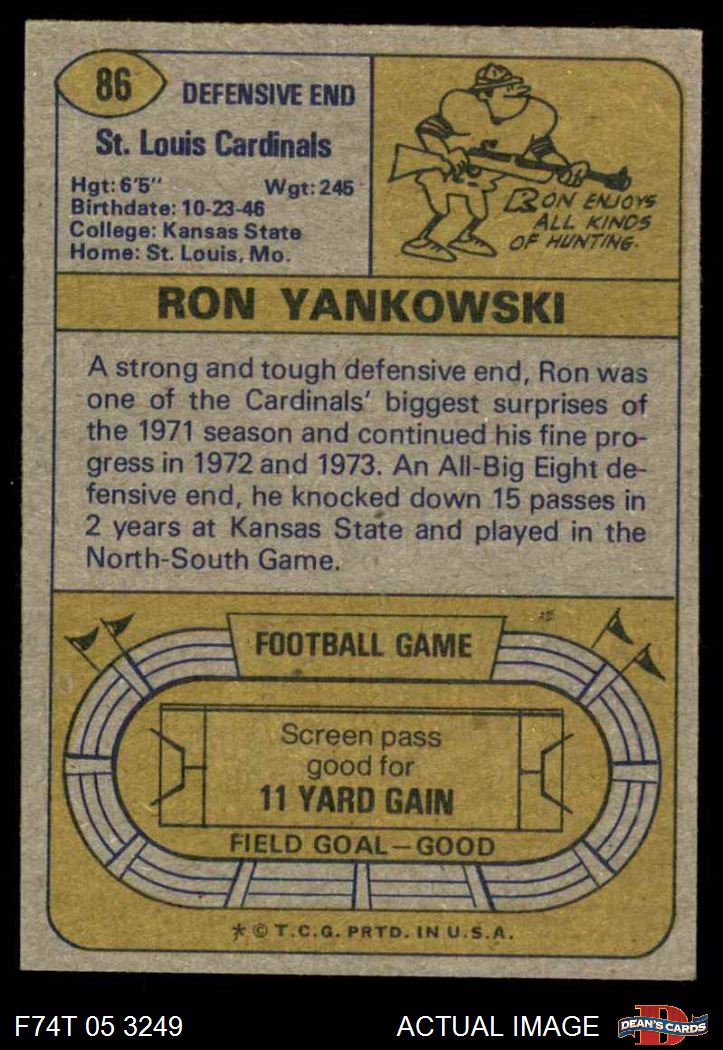 86
DEFENSIVE END
St. Louis Cardinals
Hgt: 6'5" Wgt: 245
Birthdate: 10-23-46
College: Kansas State
Home: St. Louis, Mo.
RON ENJOYS
ALL KINDS
OF HUNTING.
RON YANKOWSKI
A strong and tough defensive end, Ron was
one of the Cardinals' biggest surprises of
the 1971 season and continued his fine pro-
gress in 1972 and 1973. An All-Big Eight de-
fensive end, he knocked down 15 passes in
2 years at Kansas State and played in the
North-South Game.
FOOTBALL GAME
Screen pass
good for
11 YARD GAIN
FIELD GOAL—GOOD
* © T.C.G. PRTD. IN U.S.A.
F74T 05 3249
ACTUAL IMAGE
D
DEAN'S CARDS